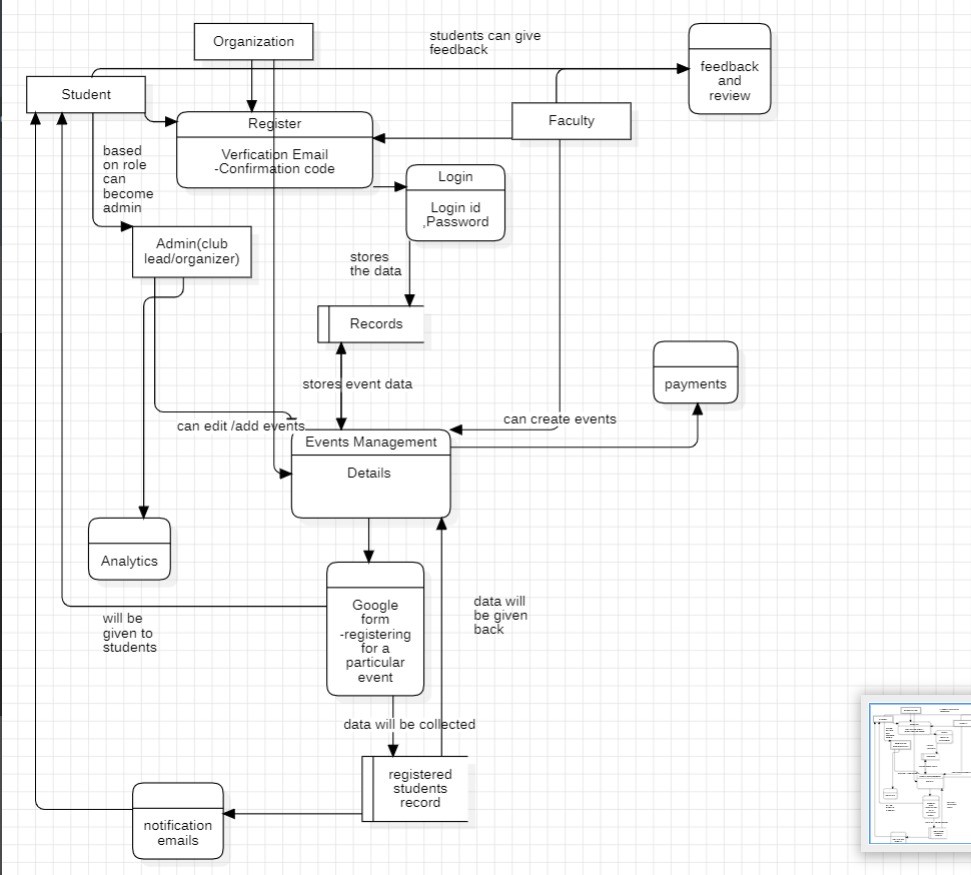 Organization
students can give
feedback
feedback
and
review
Student
Faculty
Register
Verfication Email
-Confirmation code
based
on role
can
become
admin
Login
Login id
,Password
Admin(club
lead/organizer)
stores
the data
Records
stores event data
payments
can edit /add events
can create events
Events Management
Details
Analytics
Google
form
-registering
for a
particular
event
will be
given to
students
data will
be given
back
data will be collected
registered
students
record
notification
emails